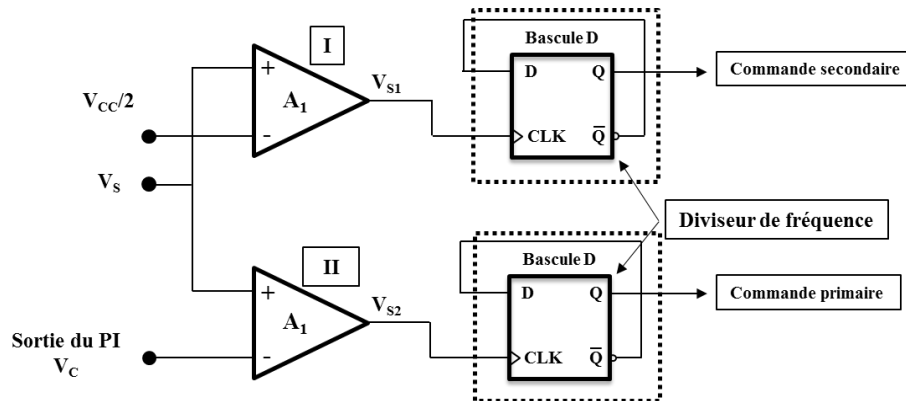 I
Bascule D
+
A1
-
VS1
D
Q
CLK
Q̅
Commande secondaire
VCC/2
VS
Diviseur de fréquence
II
Bascule D
+
A1
-
VS2
D
Q
CLK
Q̅
Commande primaire
Sortie du PI
VC